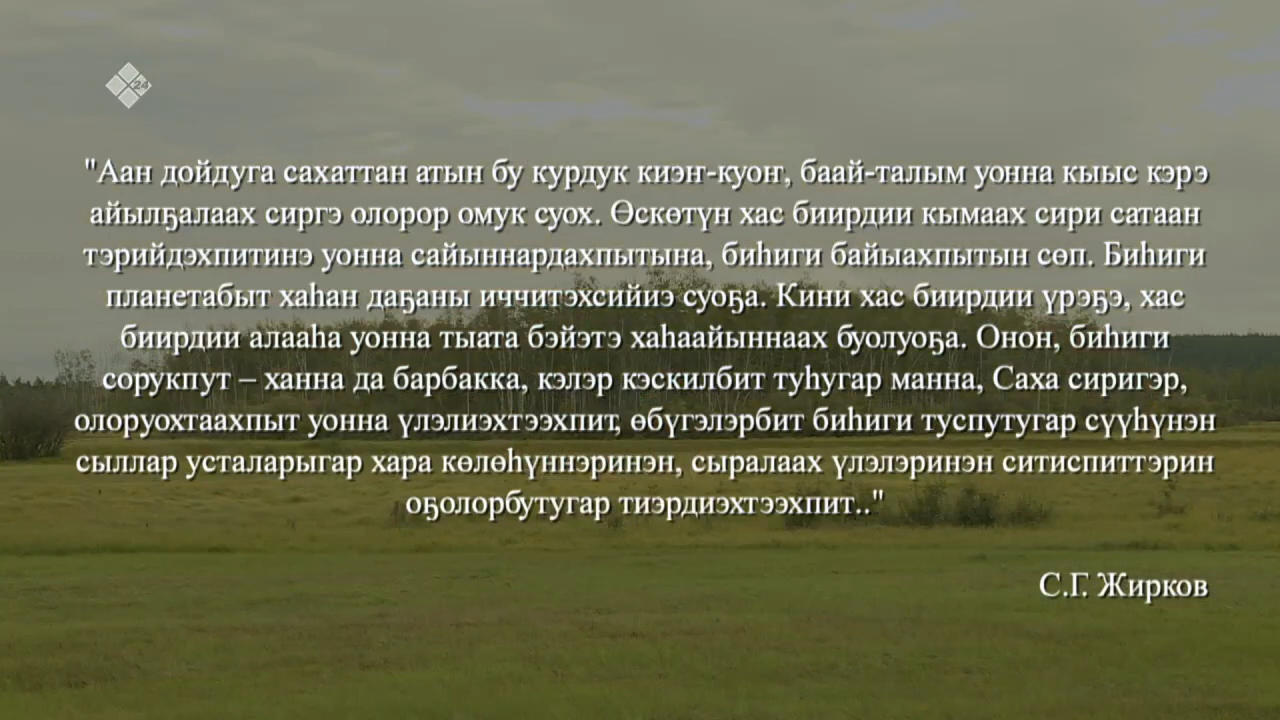 24
"Аан дойдуга сахаттан атын бу курдук киэҥ-куоҥ, баай-талым уонна кыыс кэрэ
айылҕалаах сиргэ олорор омук суох. Өскөтүн хас биирдии кымаах сири сатаан
тэрийдэхпитинэ уонна сайыннардахпытына, биһиги байыахпытын сөп. Биһиги
планетабыт хаһан даҕаны иччитэхсийиэ суоҕа. Кини хас биирдии үрэҕэ, хас
биирдии алааһа уонна тыата бэйэтэ хаһаайыннаах буолуоҕа. Онон, биһиги
сорукпут – ханна да барбакка, кэлэр кэскилбит туһугар манна, Саха сиригэр,
олоруохтаахпыт уонна үлэлиэхтээхпит, өбүгэлэрбит биһиги туспутугар сүүһүнэн
сыллар усталарыгар хара көлөһүннэринэн, сыралаах үлэлэринэн ситиспиттэрин
оҕолорбутугар тиэрдиэхтээхпит.."
С.Г. Жирков